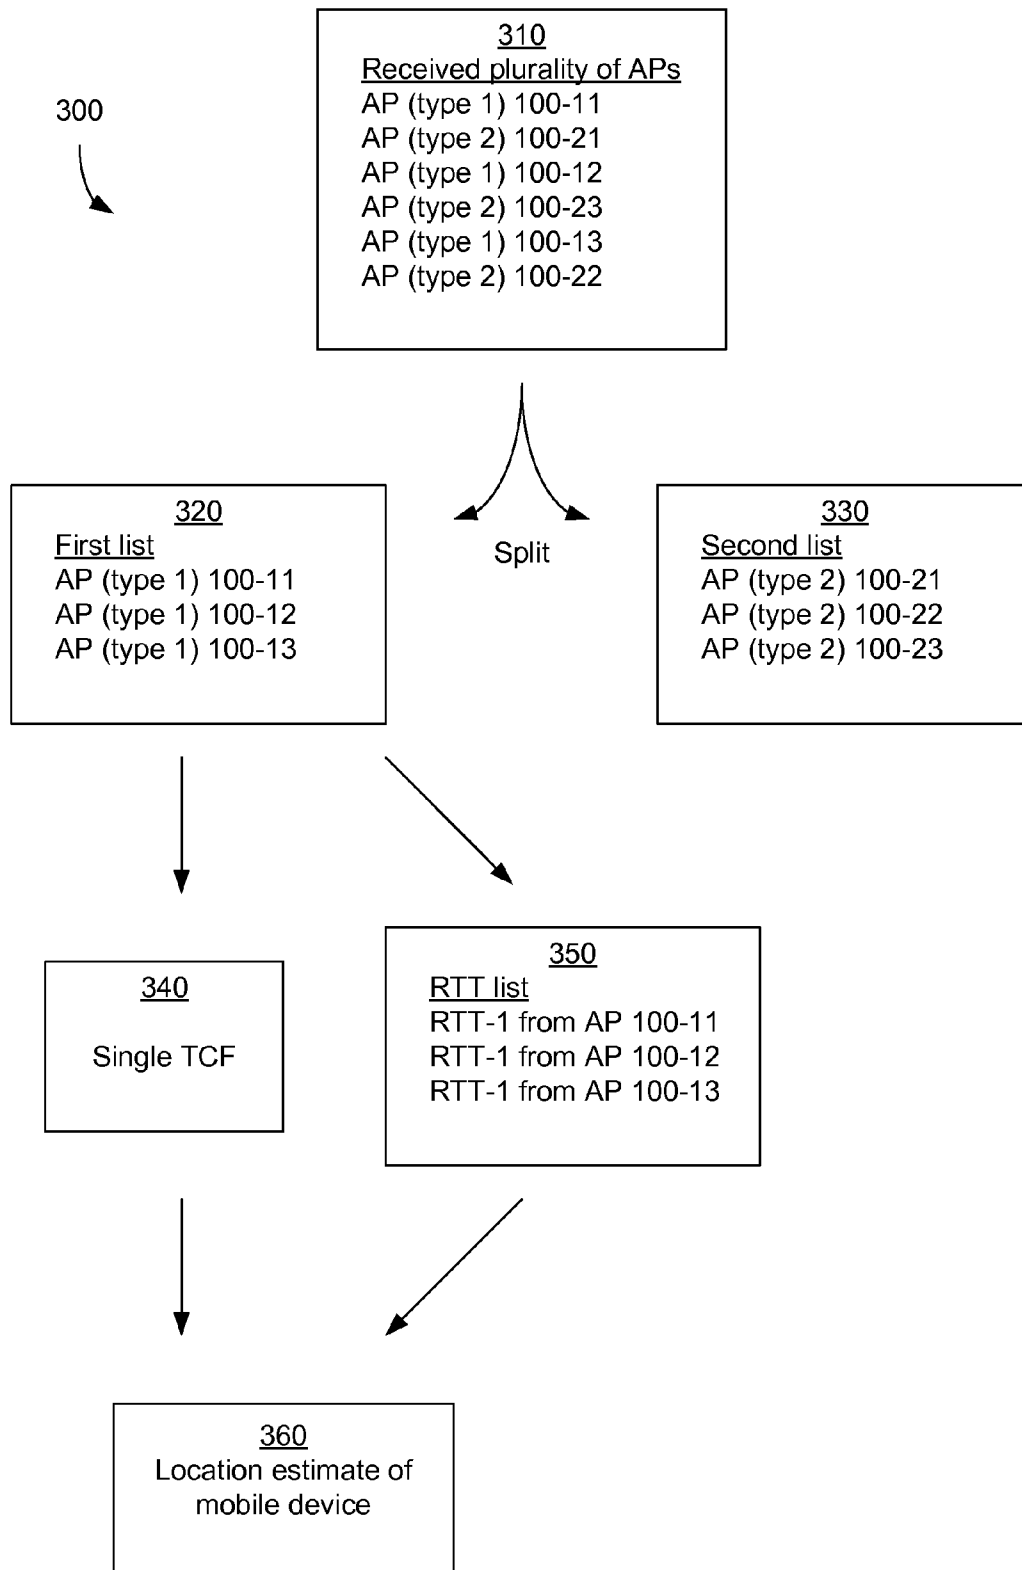 310
Received plurality of APs
AP (type 1) 100-11
AP (type 2) 100-21
AP (type 1) 100-12
AP (type 2) 100-23
AP (type 1) 100-13
AP (type 2) 100-22
300
Split
320
First list
AP (type 1) 100-11
AP (type 1) 100-12
AP (type 1) 100-13
330
Second list
AP (type 2) 100-21
AP (type 2) 100-22
AP (type 2) 100-23
340
Single TCF
350
RTT list
RTT-1 from AP 100-11
RTT-1 from AP 100-12
RTT-1 from AP 100-13
360
Location estimate of
mobile device